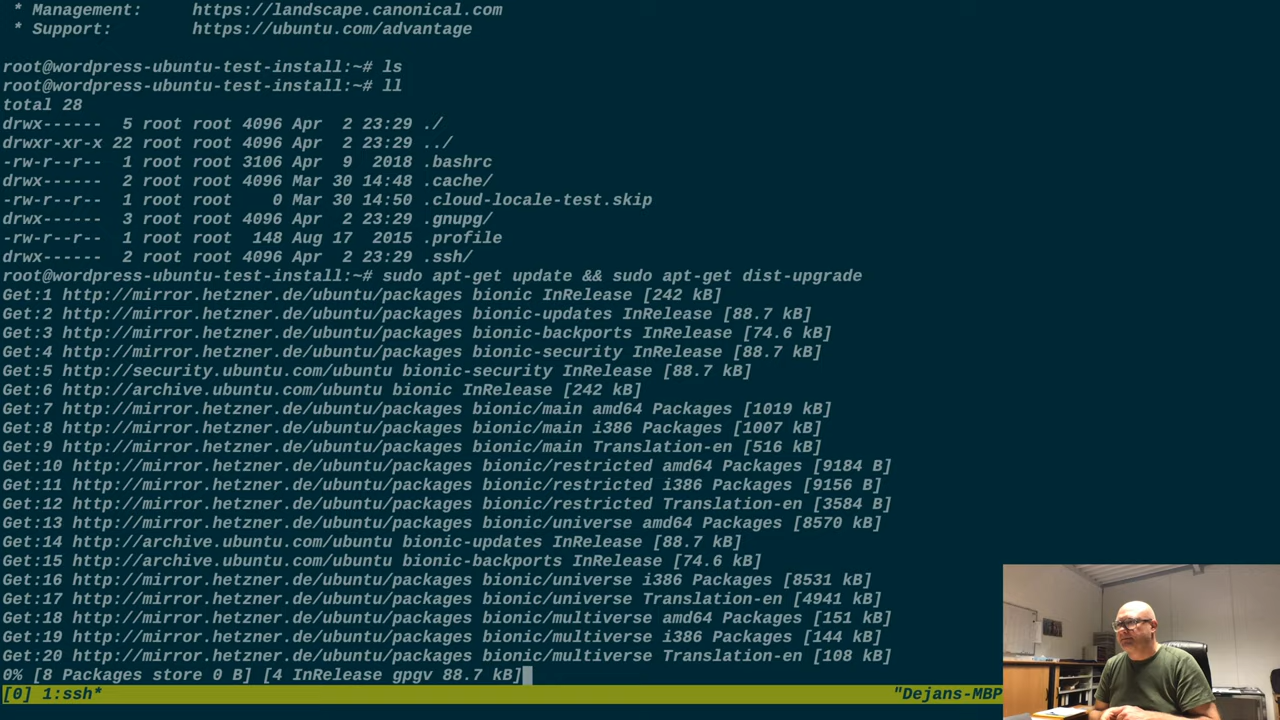 * Management:     https://landscape.canonical.com
* Support:        https://ubuntu.com/advantage
root@wordpress-ubuntu-test-install:~# ls
root@wordpress-ubuntu-test-install:~# ll
total 28
drwx------  5 root root 4096 Apr  2 23:29 ./
drwxr-xr-x 22 root root 4096 Apr  2 23:29 ../
-rw-r--r--  1 root root 3106 Apr  9  2018 .bashrc
drwx------  2 root root 4096 Mar 30 14:48 .cache/
-rw-r--r--  1 root root    0 Mar 30 14:50 .cloud-locale-test.skip
drwx------  3 root root 4096 Apr  2 23:29 .gnupg/
-rw-r--r--  1 root root  148 Aug 17  2015 .profile
drwx------  2 root root 4096 Apr  2 23:29 .ssh/
root@wordpress-ubuntu-test-install:~# sudo apt-get update && sudo apt-get dist-upgrade
Get:1 http://mirror.hetzner.de/ubuntu/packages bionic InRelease [242 kB]
Get:2 http://mirror.hetzner.de/ubuntu/packages bionic-updates InRelease [88.7 kB]
Get:3 http://mirror.hetzner.de/ubuntu/packages bionic-backports InRelease [74.6 kB]
Get:4 http://mirror.hetzner.de/ubuntu/packages bionic-security InRelease [88.7 kB]
Get:5 http://security.ubuntu.com/ubuntu bionic-security InRelease [88.7 kB]
Get:6 http://archive.ubuntu.com/ubuntu bionic InRelease [242 kB]
Get:7 http://mirror.hetzner.de/ubuntu/packages bionic/main amd64 Packages [1019 kB]
Get:8 http://mirror.hetzner.de/ubuntu/packages bionic/main i386 Packages [1007 kB]
Get:9 http://mirror.hetzner.de/ubuntu/packages bionic/main Translation-en [516 kB]
Get:10 http://mirror.hetzner.de/ubuntu/packages bionic/restricted amd64 Packages [9184 B]
Get:11 http://mirror.hetzner.de/ubuntu/packages bionic/restricted i386 Packages [9156 B]
Get:12 http://mirror.hetzner.de/ubuntu/packages bionic/restricted Translation-en [3584 B]
Get:13 http://mirror.hetzner.de/ubuntu/packages bionic/universe amd64 Packages [8570 kB]
Get:14 http://archive.ubuntu.com/ubuntu bionic-updates InRelease [88.7 kB]
Get:15 http://archive.ubuntu.com/ubuntu bionic-backports InRelease [74.6 kB]
Get:16 http://mirror.hetzner.de/ubuntu/packages bionic/universe i386 Packages [8531 kB]
Get:17 http://mirror.hetzner.de/ubuntu/packages bionic/universe Translation-en [4941 kB]
Get:18 http://mirror.hetzner.de/ubuntu/packages bionic/multiverse amd64 Packages [151 kB]
Get:19 http://mirror.hetzner.de/ubuntu/packages bionic/multiverse i386 Packages [144 kB]
Get:20 http://mirror.hetzner.de/ubuntu/packages bionic/multiverse Translation-en [108 kB]
0% [8 Packages store 0 B] [4 InRelease gpgv 88.7 kB]
[0] 1:ssh* "Dejans-MBP